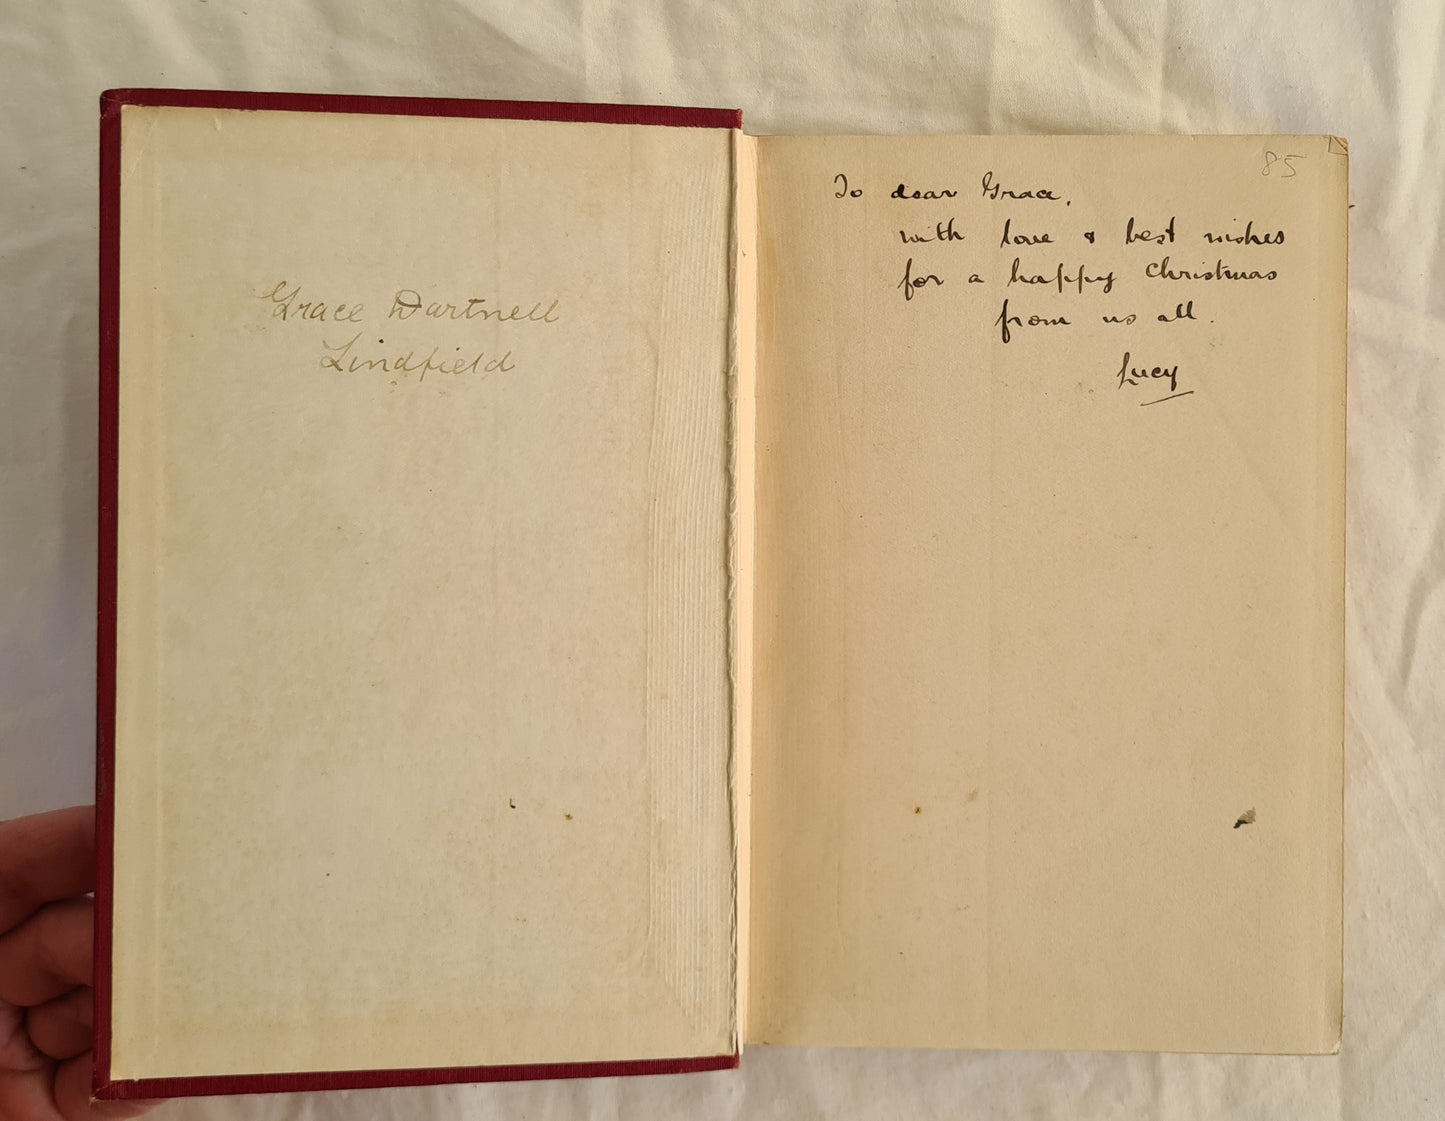 Grace Dartnell
Lindfield
85
To dear Grace,
with love & best wishes
for a happy Christmas
from us all.
Lucy